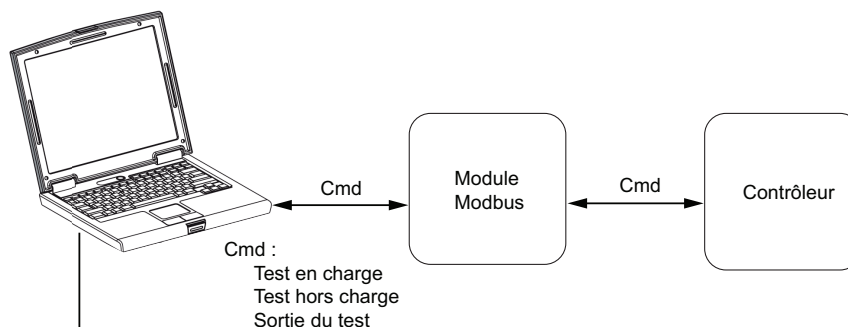 Cmd
Module
Modbus
Cmd
Contrôleur
Cmd :
Test en charge
Test hors charge
Sortie du test